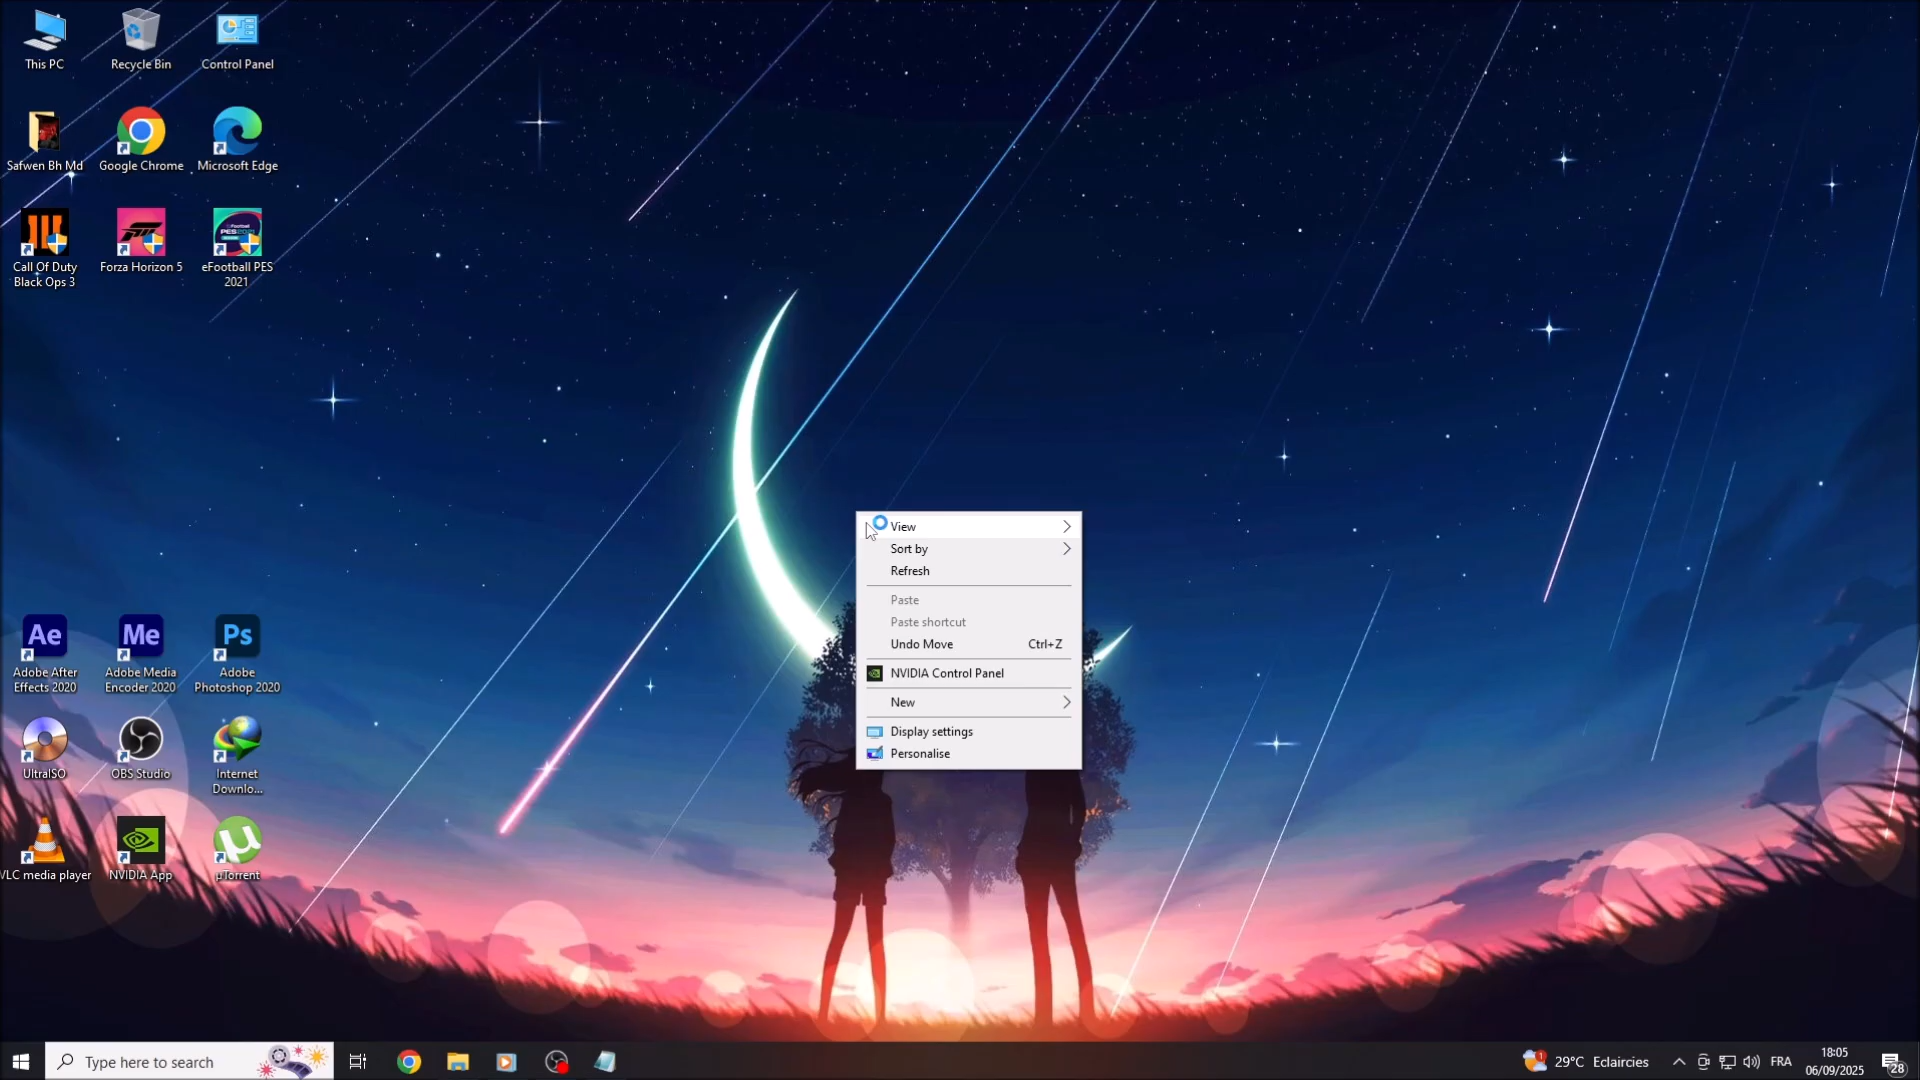 This PC
Recycle Bin
Control Panel
Safwen Bh Md
Google Chrome
Microsoft Edge
Call Of Duty
Black Ops 3
Forza Horizon 5
eFootball PES
2021
View
Sort by
Refresh
Paste
Paste shortcut
Undo Move Ctrl+Z
NVIDIA Control Panel
New
Display settings
Personalise
Ae
Me
Ps
Adobe After
Effects 2020
Adobe Media
Encoder 2020
Adobe
Photoshop 2020
UltraISO
OBS Studio
Internet
Downlo...
VLC media player
NVIDIA App
µTorrent
Type here to search
1
29°C Eclaircies
FRA
18:05
06/09/2025
28